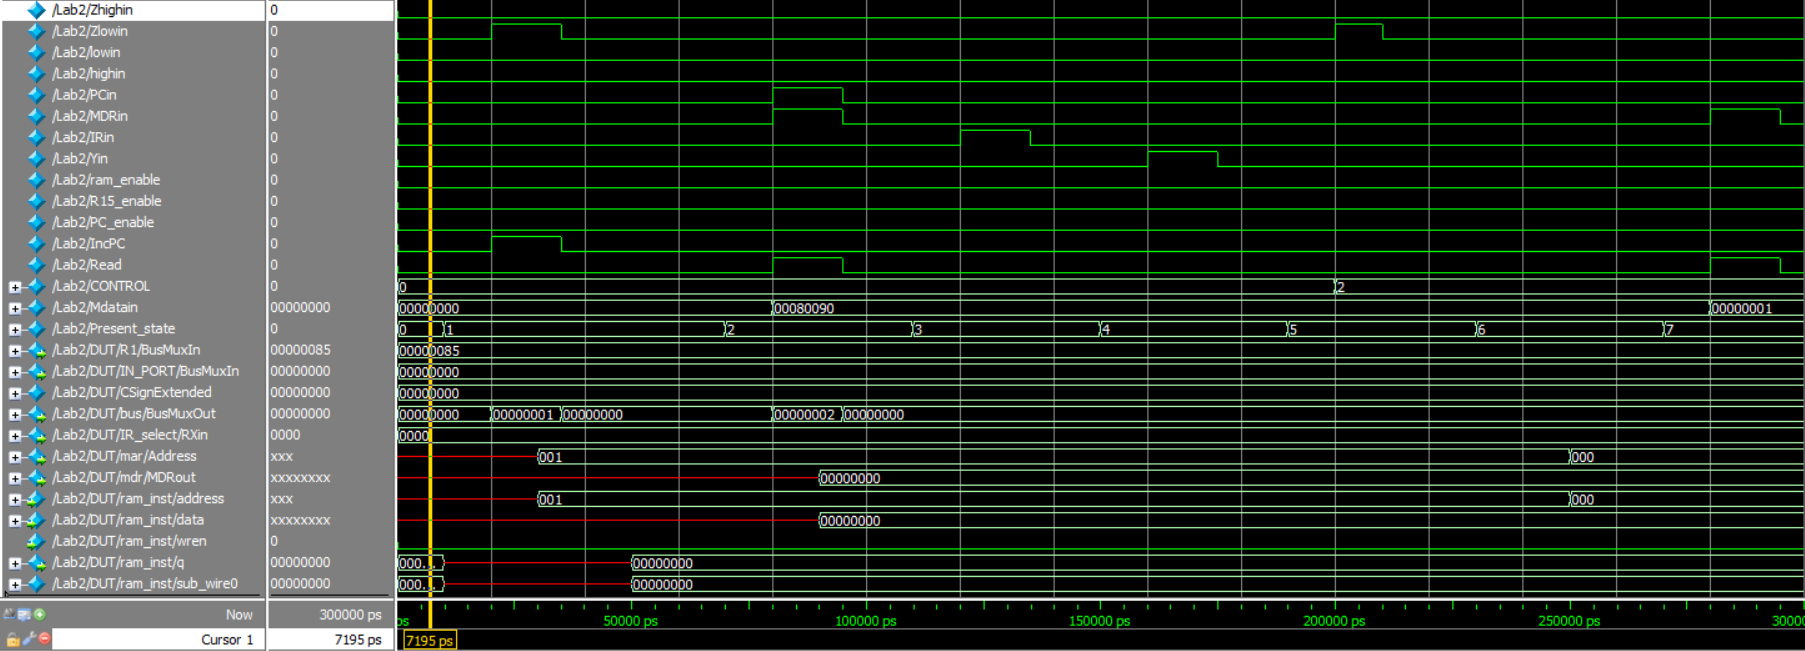 /Lab2/Zhighin 0
/Lab2/Zlowin 0
/Lab2/lowin 0
/Lab2/highin 0
/Lab2/PCin 0
/Lab2/MDRin 0
/Lab2/IRin 0
/Lab2/Yin 0
/Lab2/ram_enable 0
/Lab2/R15_enable 0
/Lab2/PC_enable 0
/Lab2/IncPC 0
/Lab2/Read 0
/Lab2/CONTROL 0 0 2
/Lab2/Mdatain 00000000 00000000 00080090 00000001
/Lab2/Present_state 0 0 1 2 3 4 5 6 7
/Lab2/DUT/R1/BusMuxIn 00000085 00000085
/Lab2/DUT/IN_PORT/BusMuxIn 00000000 00000000
/Lab2/DUT/CSignExtended 00000000 00000000
/Lab2/DUT/bus/BusMuxOut 00000000 00000000 00000001 00000000 00000002 00000000
/Lab2/DUT/IR_select/RXin 0000 0000
/Lab2/DUT/mar/Address xxx 001 000
/Lab2/DUT/mdr/MDRout xxxxxxxx 00000000
/Lab2/DUT/ram_inst/address xxx 001 000
/Lab2/DUT/ram_inst/data xxxxxxxx 00000000
/Lab2/DUT/ram_inst/wren 0
/Lab2/DUT/ram_inst/q 00000000 000... 00000000
/Lab2/DUT/ram_inst/sub_wire0 00000000 000... 00000000
Now 300000 ps ps 50000 ps 100000 ps 150000 ps 200000 ps 250000 ps 30000
Cursor 1 7195 ps 7195 ps